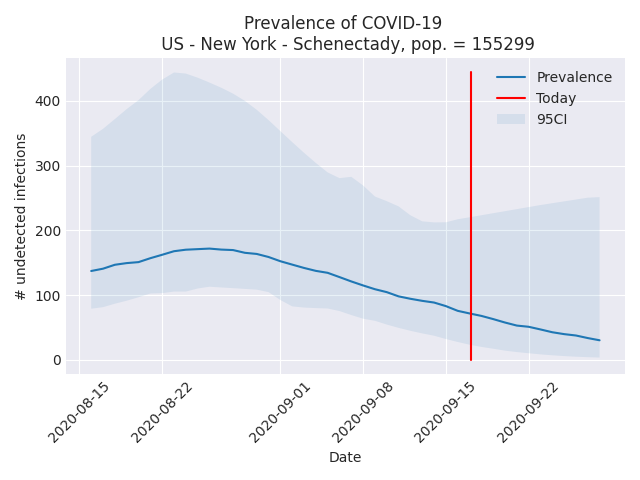 Prevalence of COVID-19
US - New York - Schenectady, pop. = 155299
Prevalence
Today
95CI
# undetected infections
400
300
200
100
0
2020-08-15
2020-08-22
2020-09-01
2020-09-08
2020-09-15
2020-09-22
Date